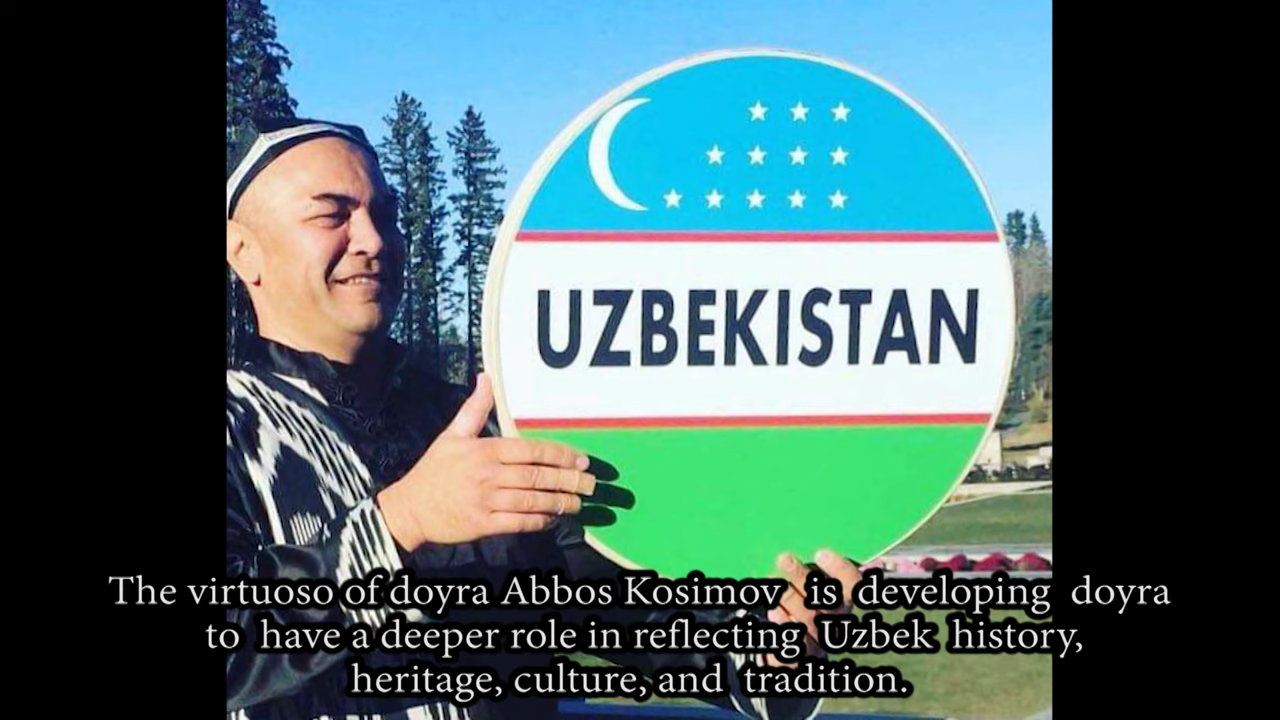 UZBEKISTAN
The virtuoso of doyra Abbos Kosimov is developing doyra
to have a deeper role in reflecting Uzbek history,
heritage, culture, and tradition.